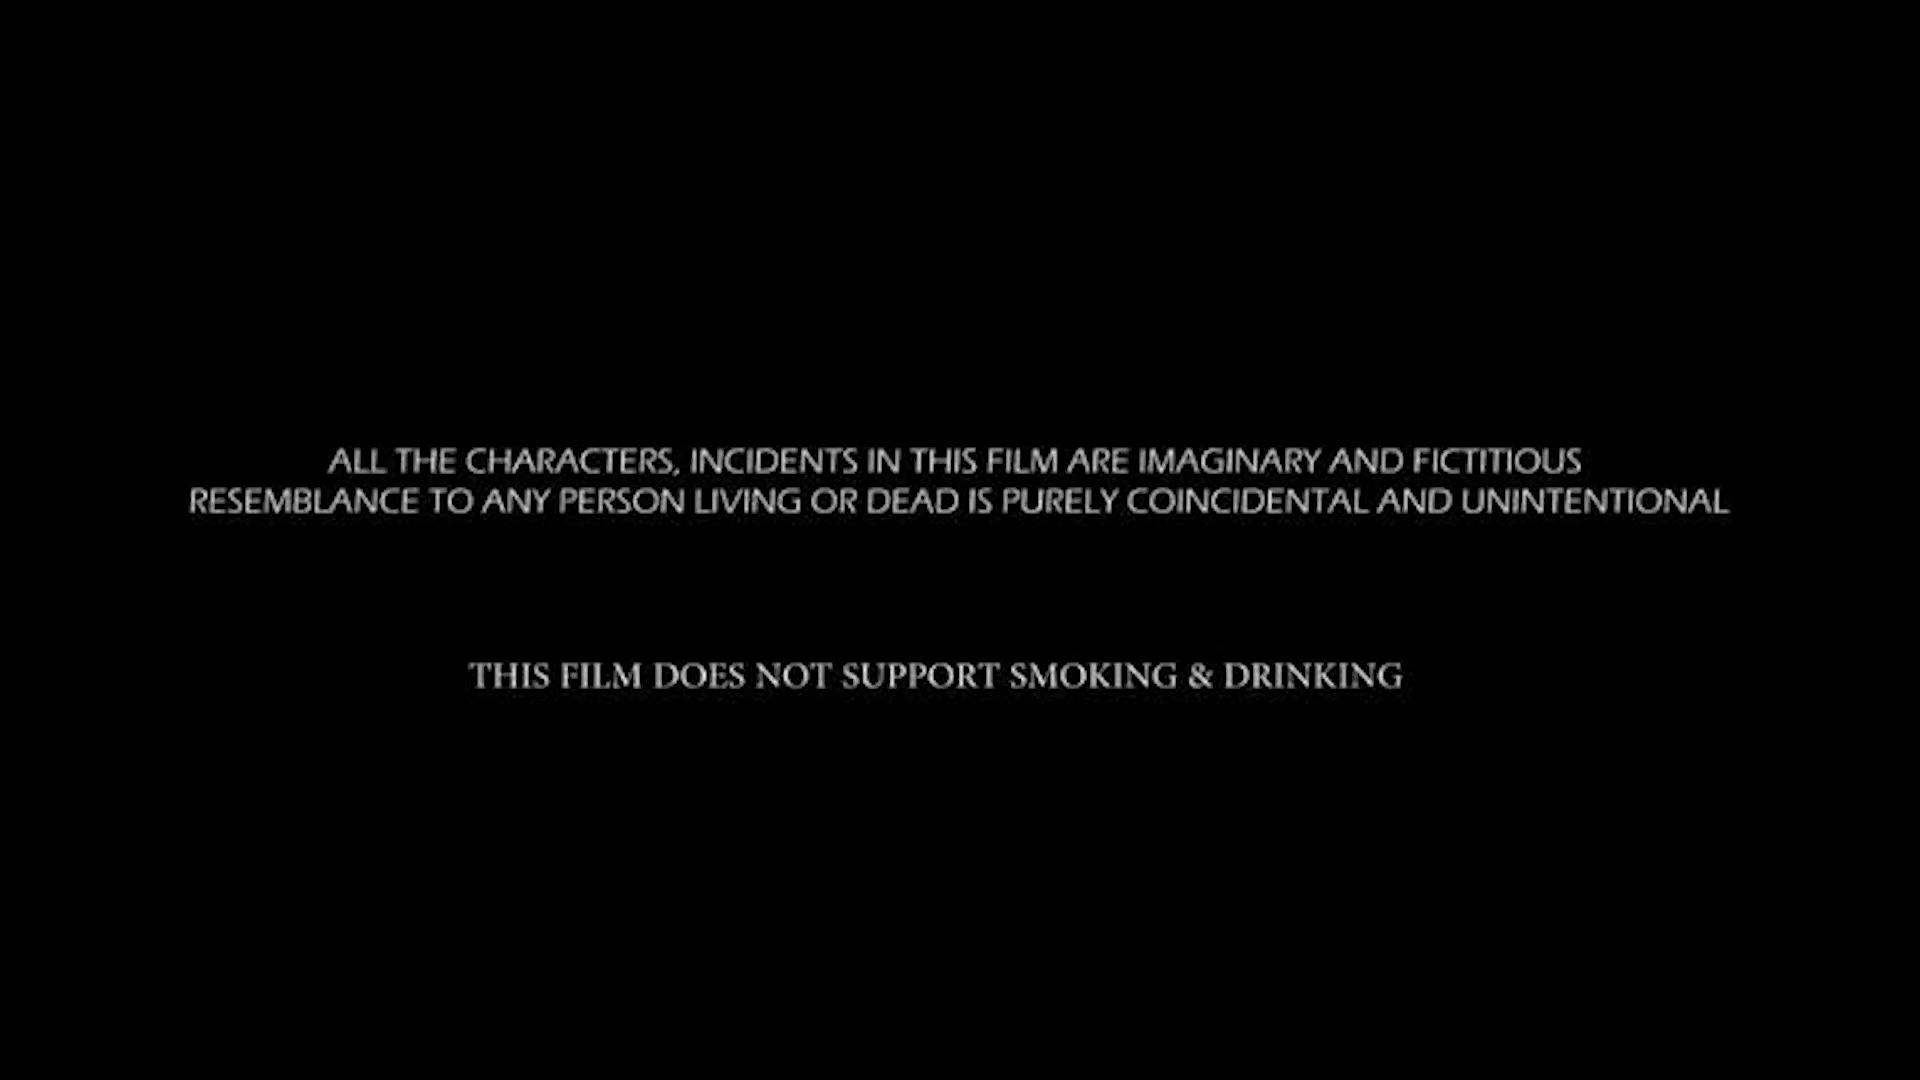 ALL THE CHARACTERS, INCIDENTS IN THIS FILM ARE IMAGINARY AND FICTITIOUS
RESEMBLANCE TO ANY PERSON LIVING OR DEAD IS PURELY COINCIDENTAL AND UNINTENTIONAL
THIS FILM DOES NOT SUPPORT SMOKING & DRINKING